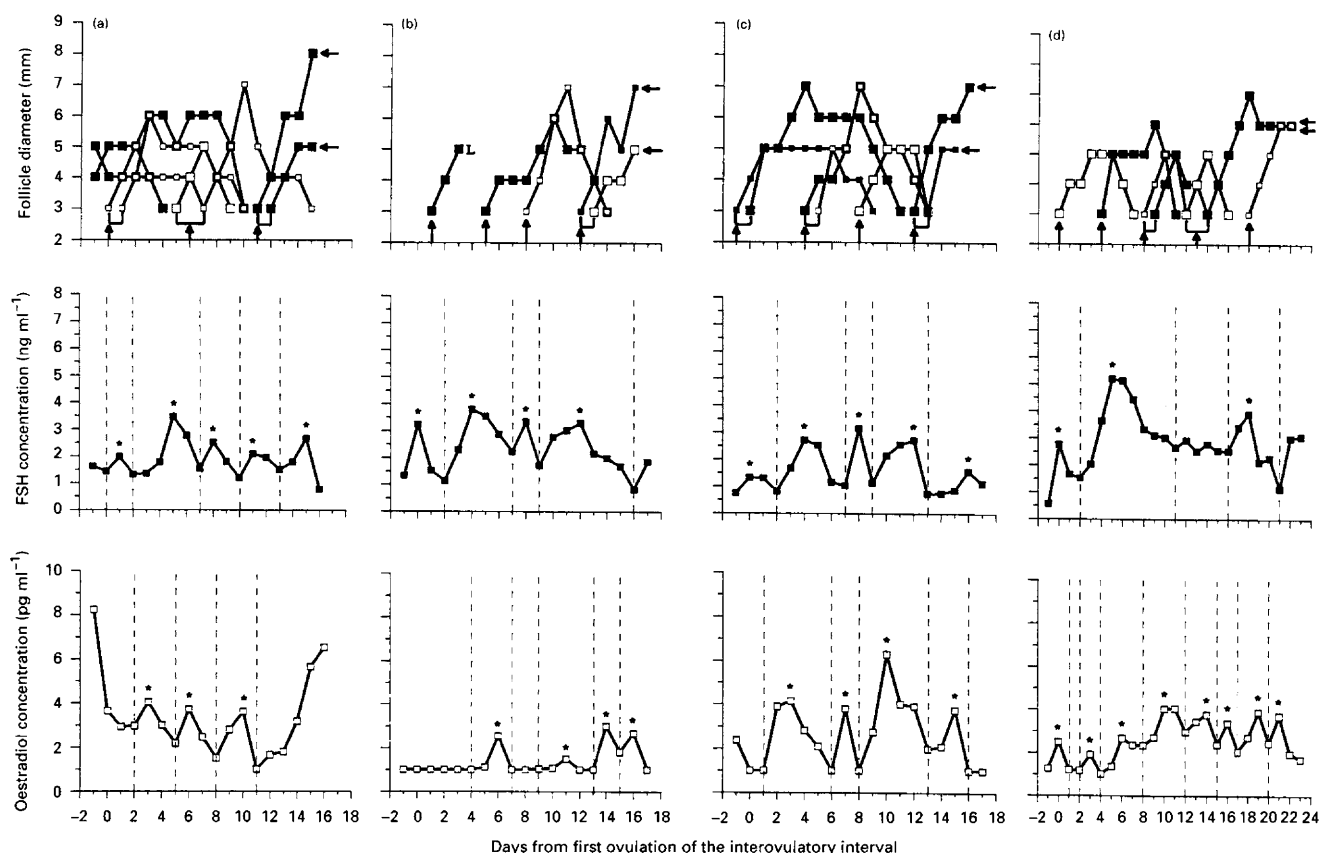 (a) (b) (c) (d)
Follicle diameter (mm)
9
8
7
6
5
4
3
2
L
FSH concentration (ng ml⁻¹)
8
7
6
5
4
3
2
1
0
Oestradiol concentration (pg ml⁻¹)
10
8
6
4
2
0
−2 0 2 4 6 8 10 12 14 16 18
−2 0 2 4 6 8 10 12 14 16 18
−2 0 2 4 6 8 10 12 14 16 18
−2 0 2 4 6 8 10 12 14 16 18 20 22 24
Days from first ovulation of the interovulatory interval